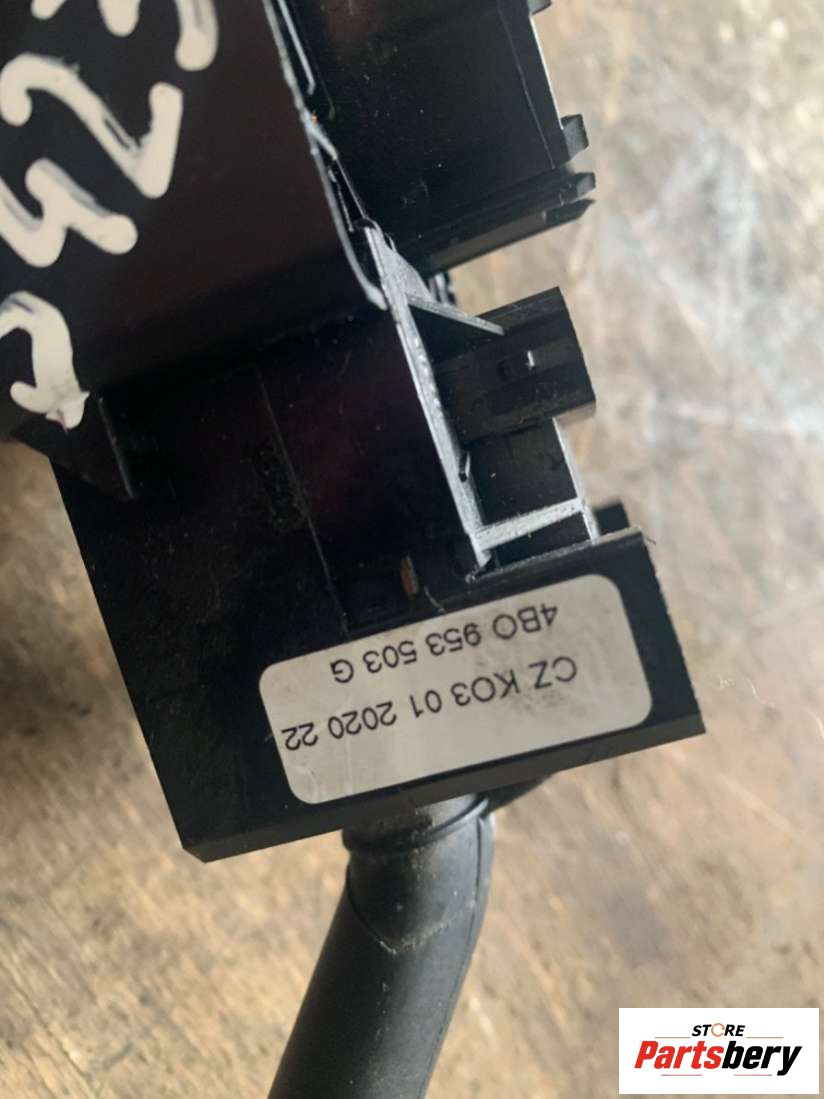 4BO 953 503 G
CZ KO3 01 2020 22
STORE
Partsbery